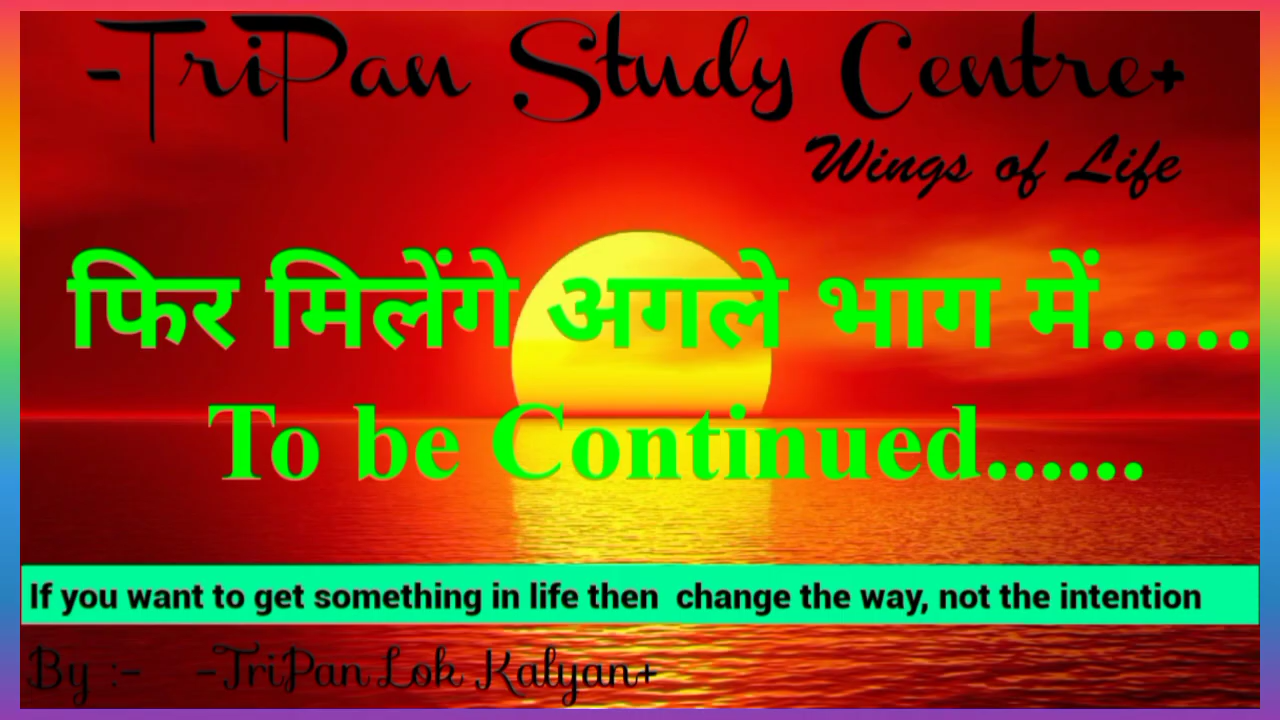 -TriPan Study Centre+
Wings of Life
फिर मिलेंगे अगले भाग में.....
To be Continued......
If you want to get something in life then  change the way, not the intention
By :-    -TriPan Lok Kalyan+